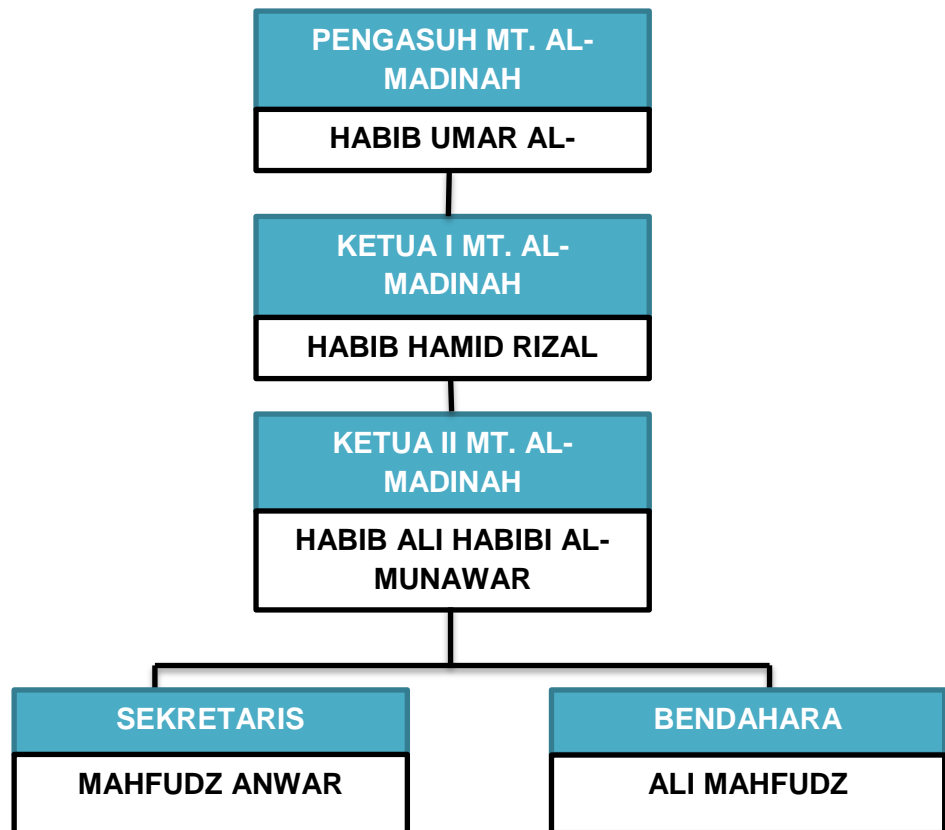 PENGASUH MT. AL-
MADINAH
HABIB UMAR AL-
KETUA I MT. AL-
MADINAH
HABIB HAMID RIZAL
KETUA II MT. AL-
MADINAH
HABIB ALI HABIBI AL-
MUNAWAR
SEKRETARIS
BENDAHARA
MAHFUDZ ANWAR
ALI MAHFUDZ